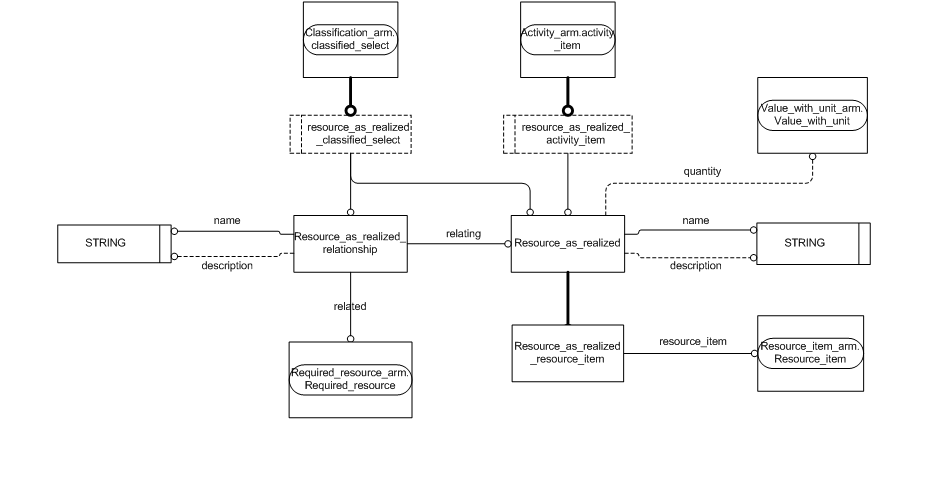 Classification_arm.
classified_select
Activity_arm.activity
_item
Value_with_unit_arm.
Value_with_unit
resource_as_realized
_classified_select
resource_as_realized_
activity_item
quantity
STRING
name
description
Resource_as_realized_
relationship
relating
Resource_as_realized
name
description
STRING
related
Resource_as_realized
_resource_item
resource_item
Resource_item_arm.
Resource_item
Required_resource_arm.
Required_resource